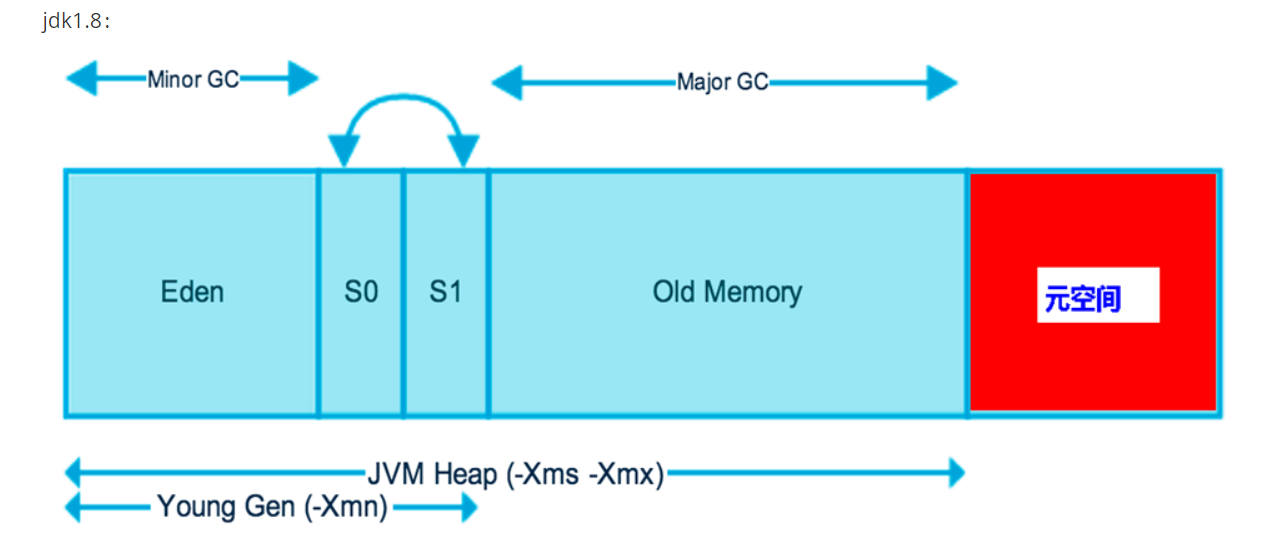 jdk1.8:
Minor GC
Major GC
Eden
S0
S1
Old Memory
元空间
JVM Heap (-Xms -Xmx)
Young Gen (-Xmn)